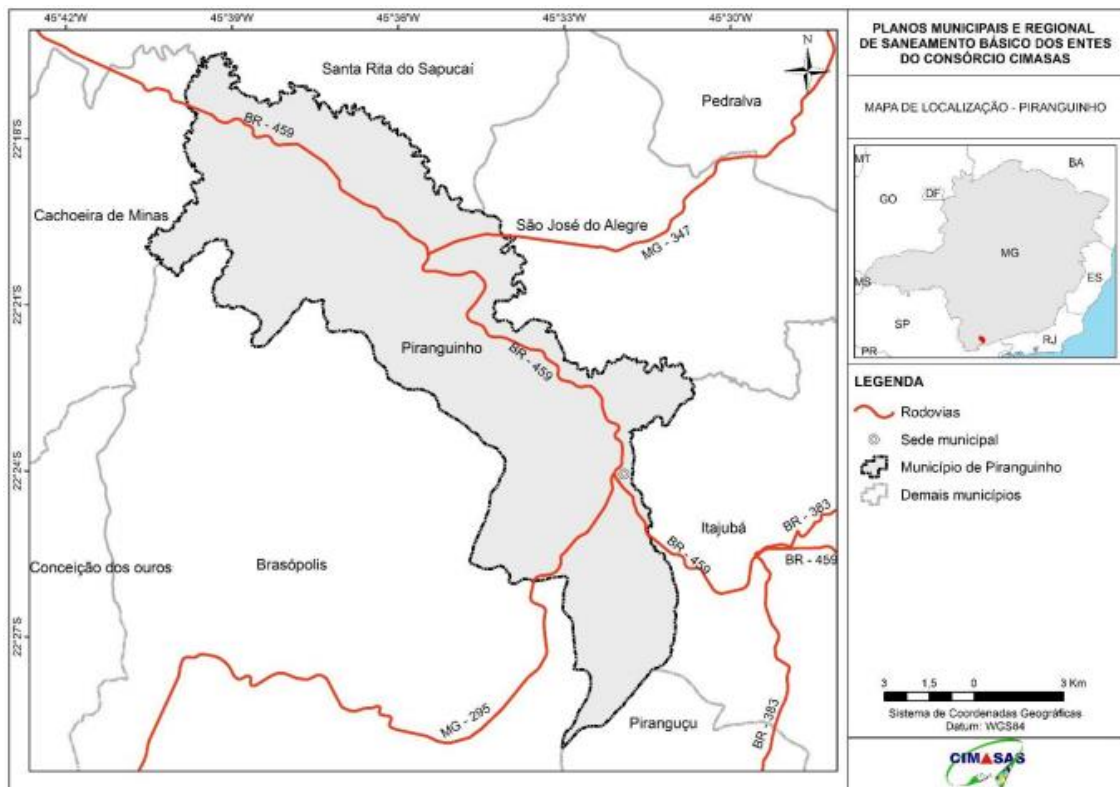 45°42'W
45°39'W
45°36'W
45°33'W
45°30'W
22°18'S
22°21'S
22°24'S
22°27'S
N
Santa Rita do Sapucaí
Pedralva
BR - 459
Cachoeira de Minas
São José do Alegre
MG - 347
Piranguinho
BR - 459
Itajubá
BR - 383
BR - 459
BR - 459
Conceição dos ouros
Brasópolis
MG - 295
Piranguçu
BR - 383
PLANOS MUNICIPAIS E REGIONAL
DE SANEAMENTO BÁSICO DOS ENTES
DO CONSÓRCIO CIMASAS
MAPA DE LOCALIZAÇÃO - PIRANGUINHO
MT
BA
GO
DF
MG
MS
ES
SP
RJ
PR
LEGENDA
Rodovias
Sede municipal
Município de Piranguinho
Demais municípios
3 1,5 0 3 Km
Sistema de Coordenadas Geográficas
Datum: WGS84
CIMASAS